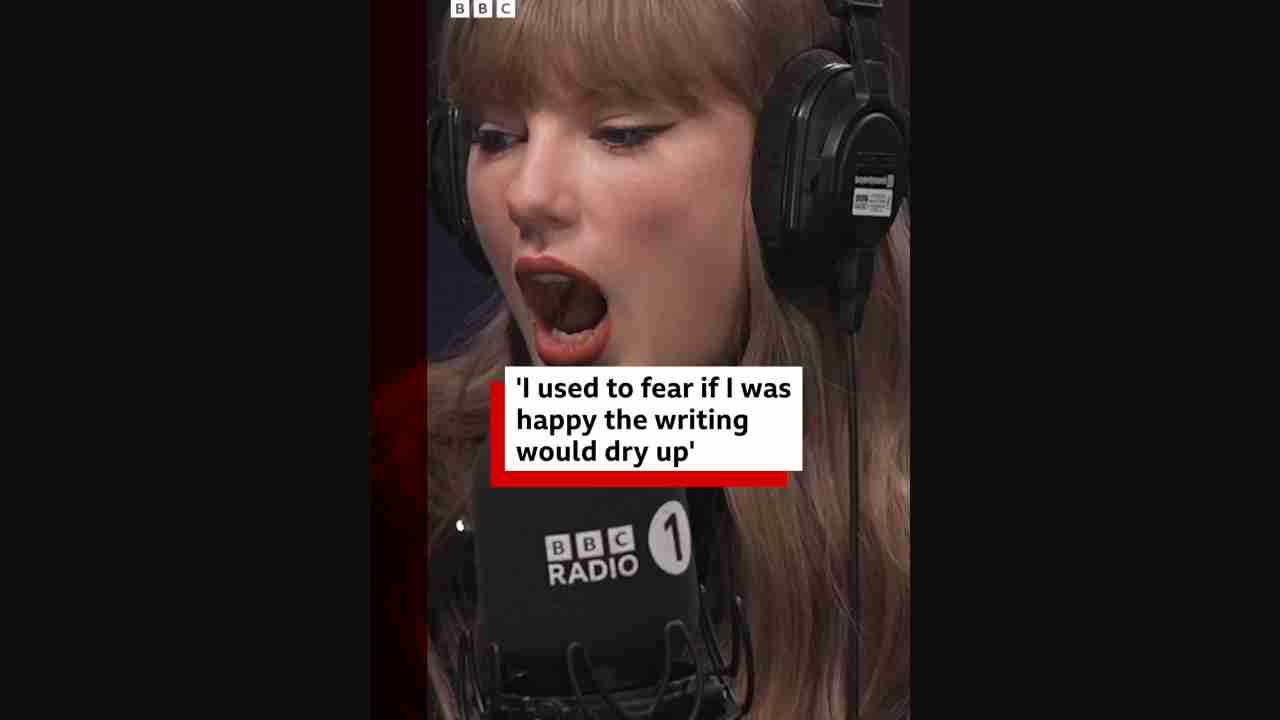 BBC
'I used to fear if I was
happy the writing
would dry up'
BBC
RADIO 1